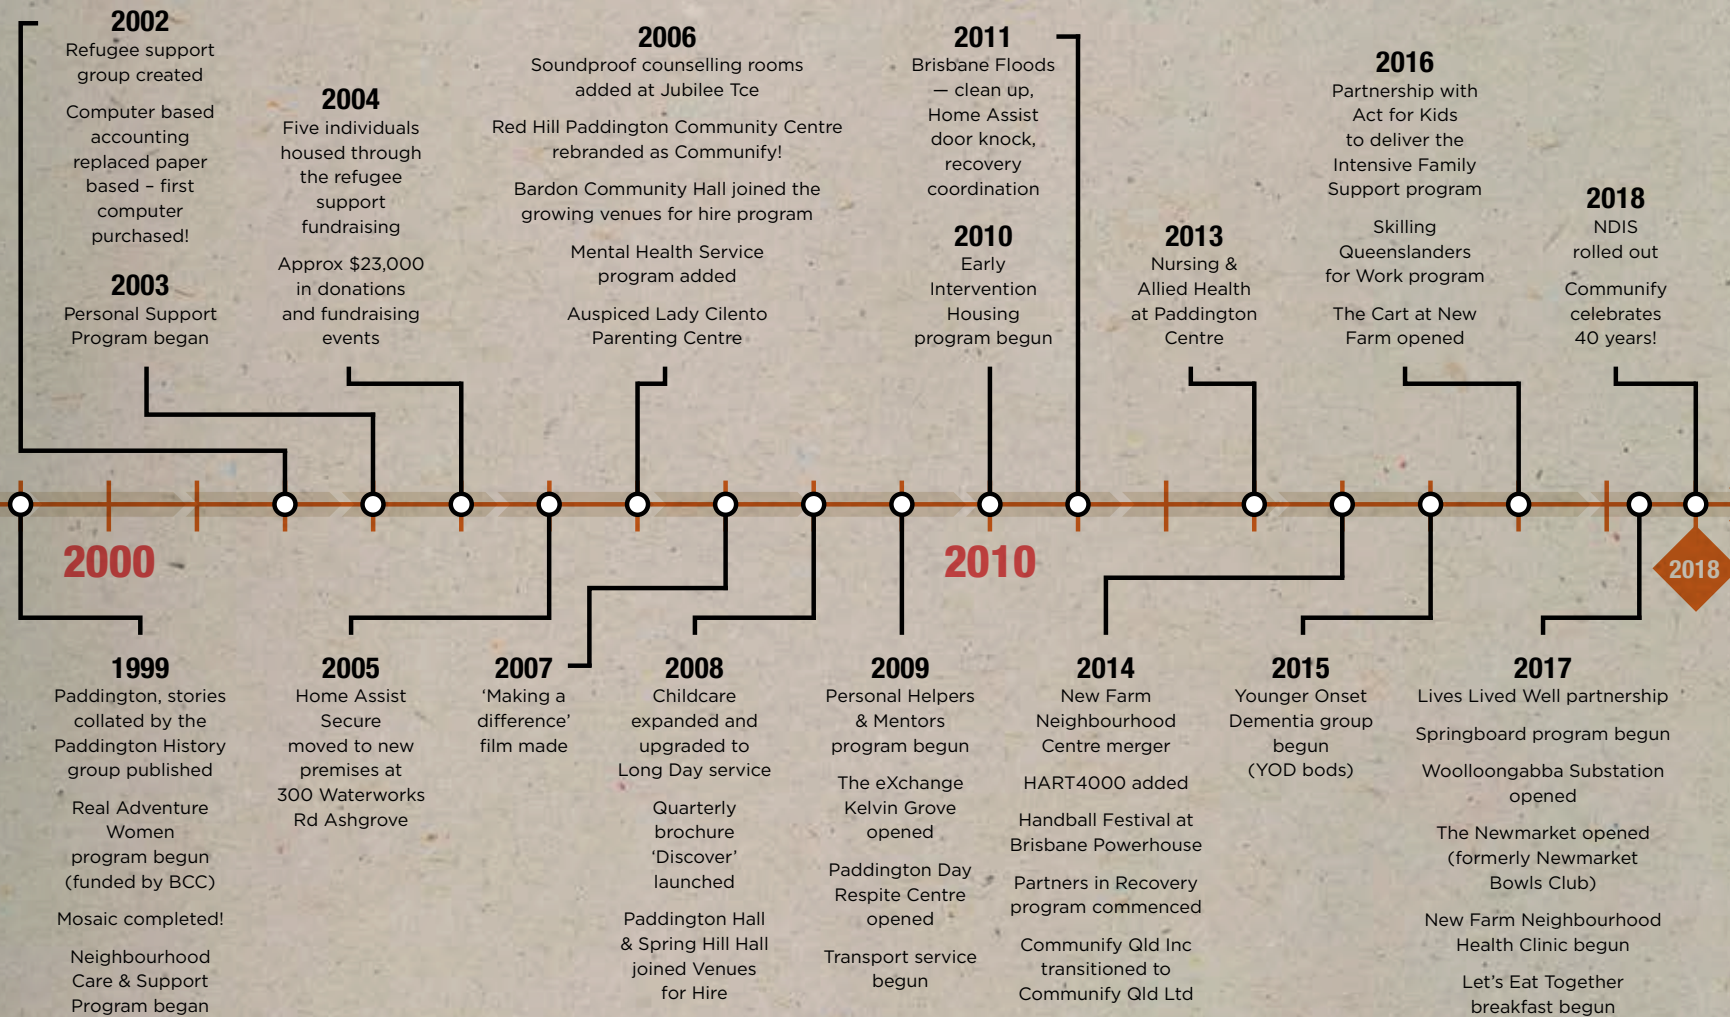 2002
Refugee support
group created
Computer based
accounting
replaced paper
based – first
computer
purchased!
2003
Personal Support
Program began
2004
Five individuals
housed through
the refugee
support
fundraising
Approx $23,000
in donations
and fundraising
events
2006
Soundproof counselling rooms
added at Jubilee Tce
Red Hill Paddington Community Centre
rebranded as Communify!
Bardon Community Hall joined the
growing venues for hire program
Mental Health Service
program added
Auspiced Lady Cilento
Parenting Centre
2011
Brisbane Floods
— clean up,
Home Assist
door knock,
recovery
coordination
2010
Early
Intervention
Housing
program begun
2013
Nursing &
Allied Health
at Paddington
Centre
2016
Partnership with
Act for Kids
to deliver the
Intensive Family
Support program
Skilling
Queenslanders
for Work program
The Cart at New
Farm opened
2018
NDIS
rolled out
Communify
celebrates
40 years!
2000
2010
2018
1999
Paddington, stories
collated by the
Paddington History
group published
Real Adventure
Women
program begun
(funded by BCC)
Mosaic completed!
Neighbourhood
Care & Support
Program began
2005
Home Assist
Secure
moved to new
premises at
300 Waterworks
Rd Ashgrove
2007
‘Making a
difference’
film made
2008
Childcare
expanded and
upgraded to
Long Day service
Quarterly
brochure
‘Discover’
launched
Paddington Hall
& Spring Hill Hall
joined Venues
for Hire
2009
Personal Helpers
& Mentors
program begun
The eXchange
Kelvin Grove
opened
Paddington Day
Respite Centre
opened
Transport service
begun
2014
New Farm
Neighbourhood
Centre merger
HART4000 added
Handball Festival at
Brisbane Powerhouse
Partners in Recovery
program commenced
Communify Qld Inc
transitioned to
Communify Qld Ltd
2015
Younger Onset
Dementia group
begun
(YOD bods)
2017
Lives Lived Well partnership
Springboard program begun
Woolloongabba Substation
opened
The Newmarket opened
(formerly Newmarket
Bowls Club)
New Farm Neighbourhood
Health Clinic begun
Let’s Eat Together
breakfast begun